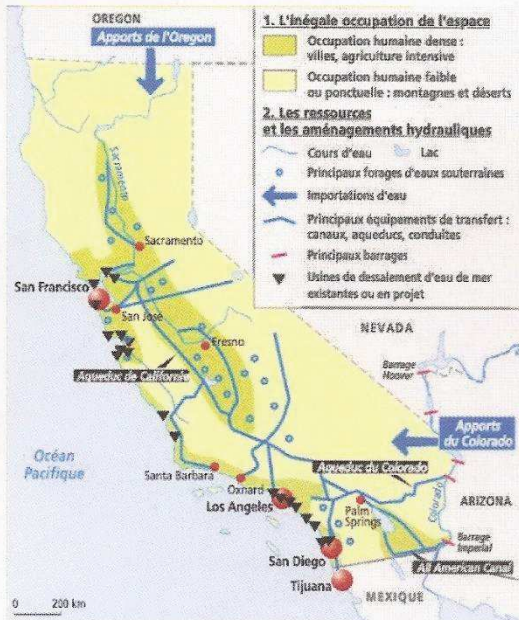 OREGON
Apports de l'Oregon
1. L'inégale occupation de l'espace
Occupation humaine dense :
villes, agriculture intensive
Occupation humaine faible
ou ponctuelle : montagnes et déserts
2. Les ressources
et les aménagements hydrauliques
Cours d'eau
Lac
Principaux forages d'eaux souterraines
Importations d'eau
Principaux équipements de transfert :
canaux, aqueducs, conduites
Principaux barrages
Usines de dessalement d'eau de mer
existantes ou en projet
Sacramento
Sacramento
San Francisco
San José
Fresno
Aqueduc de Californie
NEVADA
Barrage
Hoover
Apports
du Colorado
Océan
Pacifique
Santa Barbara
Oxnard
Los Angeles
Aqueduc du Colorado
Palm
Springs
Colorado
ARIZONA
Barrage
Imperial
San Diego
All American Canal
Tijuana
MEXIQUE
0 200 km